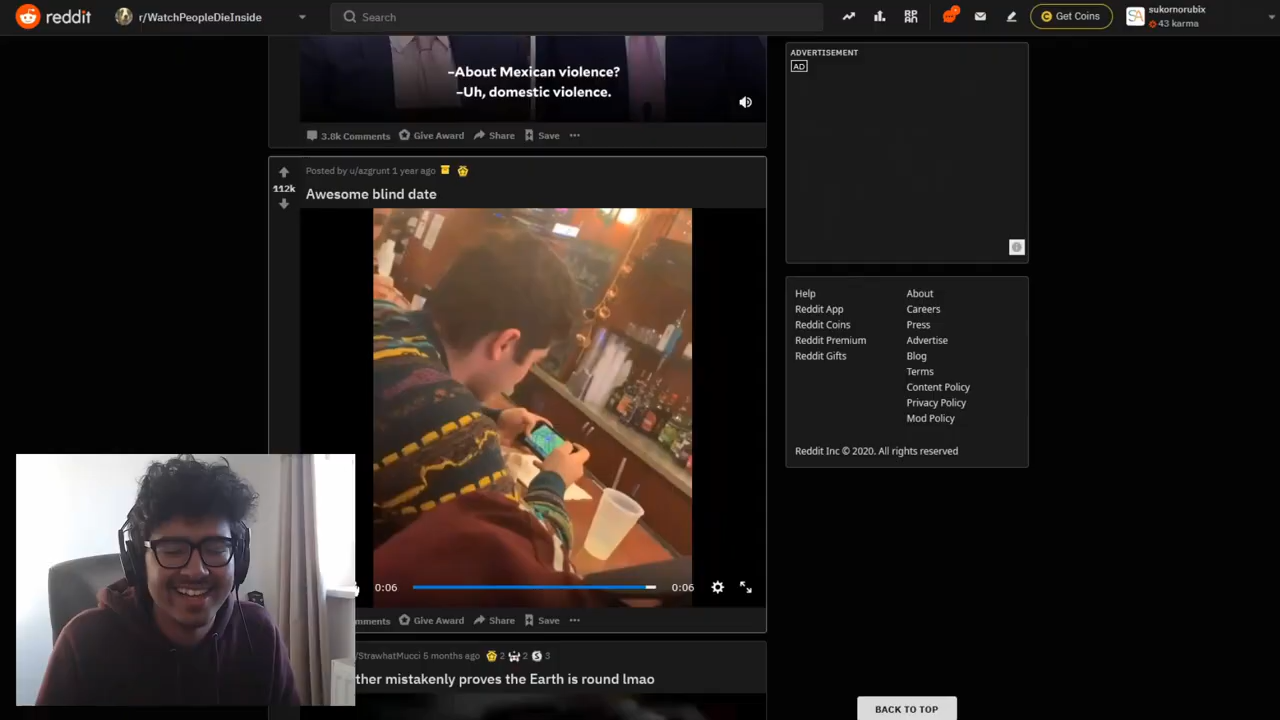 reddit
r/WatchPeopleDieInside
Search
Get Coins
sukornorubix
43 karma
-About Mexican violence?
-Uh, domestic violence.
3.8k Comments
Give Award
Share
Save
Posted by u/azgrunt 1 year ago
112k
Awesome blind date
0:06
0:06
mments
Give Award
Share
Save
/StrawhatMucci 5 months ago
2
2
3
ther mistakenly proves the Earth is round lmao
ADVERTISEMENT
AD
Help
About
Reddit App
Careers
Reddit Coins
Press
Reddit Premium
Advertise
Reddit Gifts
Blog
Terms
Content Policy
Privacy Policy
Mod Policy
Reddit Inc © 2020. All rights reserved
BACK TO TOP